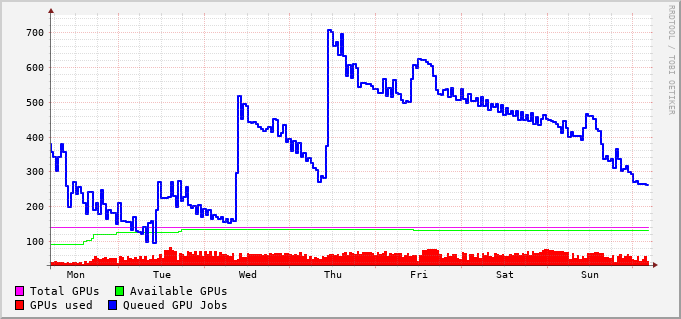 700
600
500
400
300
200
100
Mon Tue Wed Thu Fri Sat Sun
Total GPUs Available GPUs
GPUs used Queued GPU Jobs
RRDTOOL / TOBI OETIKER